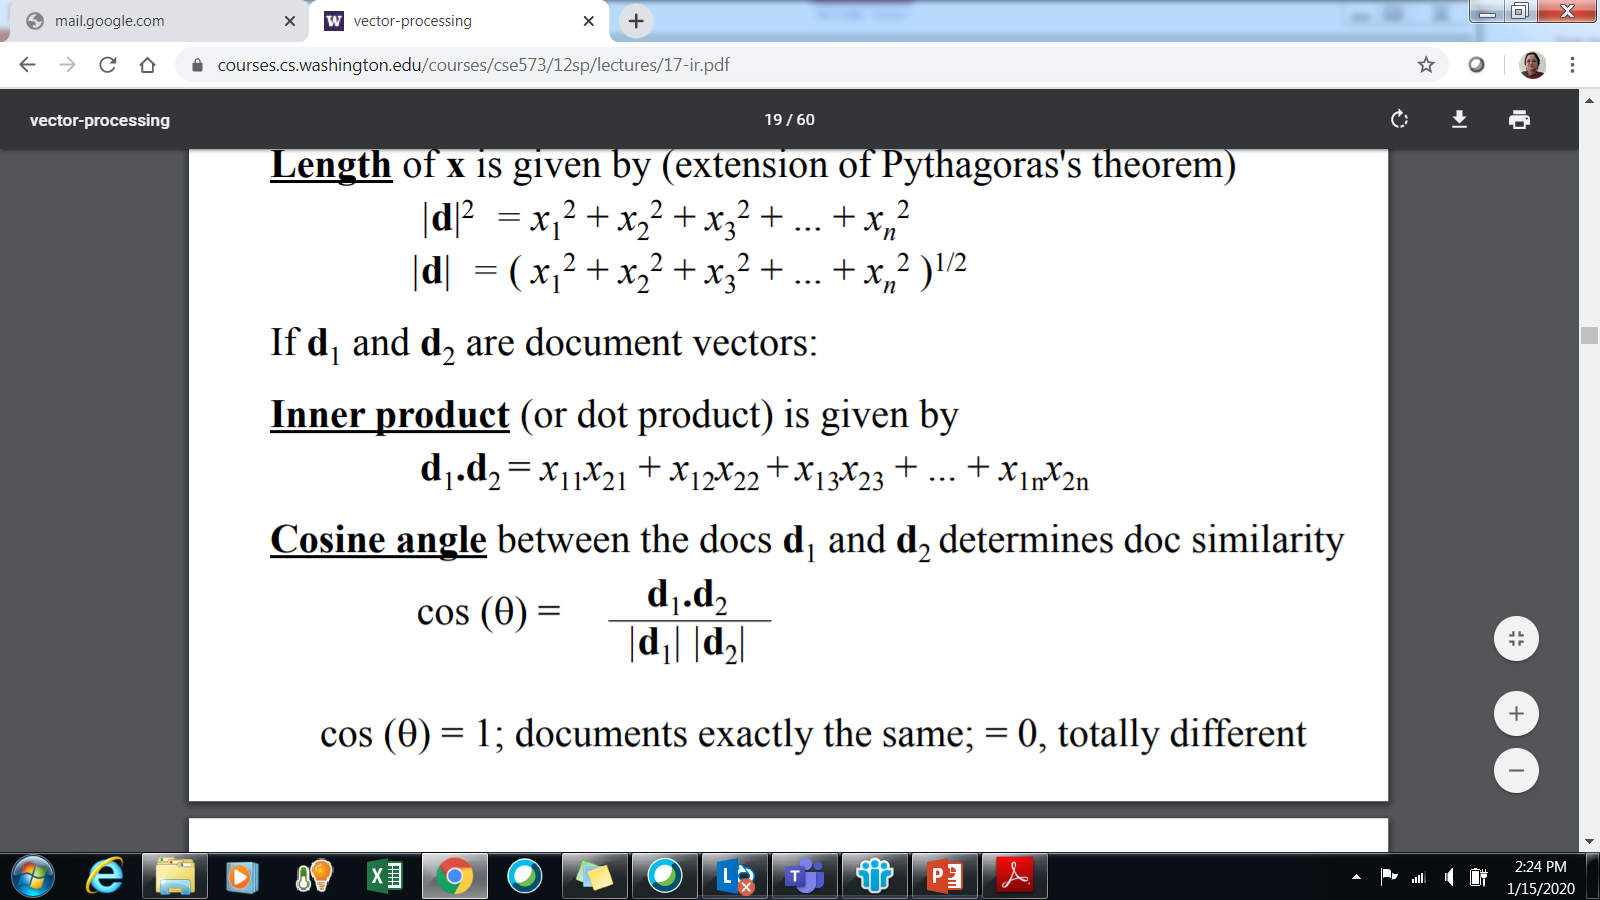 mail.google.com
vector-processing
courses.cs.washington.edu/courses/cse573/12sp/lectures/17-ir.pdf
vector-processing
19 / 60
Length of x is given by (extension of Pythagoras's theorem)
|d|² = x₁² + x₂² + x₃² + ... + xₙ²
|d| = ( x₁² + x₂² + x₃² + ... + xₙ² )^1/2
If d₁ and d₂ are document vectors:
Inner product (or dot product) is given by
d₁.d₂ = x₁₁x₂₁ + x₁₂x₂₂ + x₁₃x₂₃ + ... + x₁ₙx₂ₙ
Cosine angle between the docs d₁ and d₂ determines doc similarity
cos (θ) =
d₁.d₂
|d₁| |d₂|
cos (θ) = 1; documents exactly the same; = 0, totally different
2:24 PM
1/15/2020